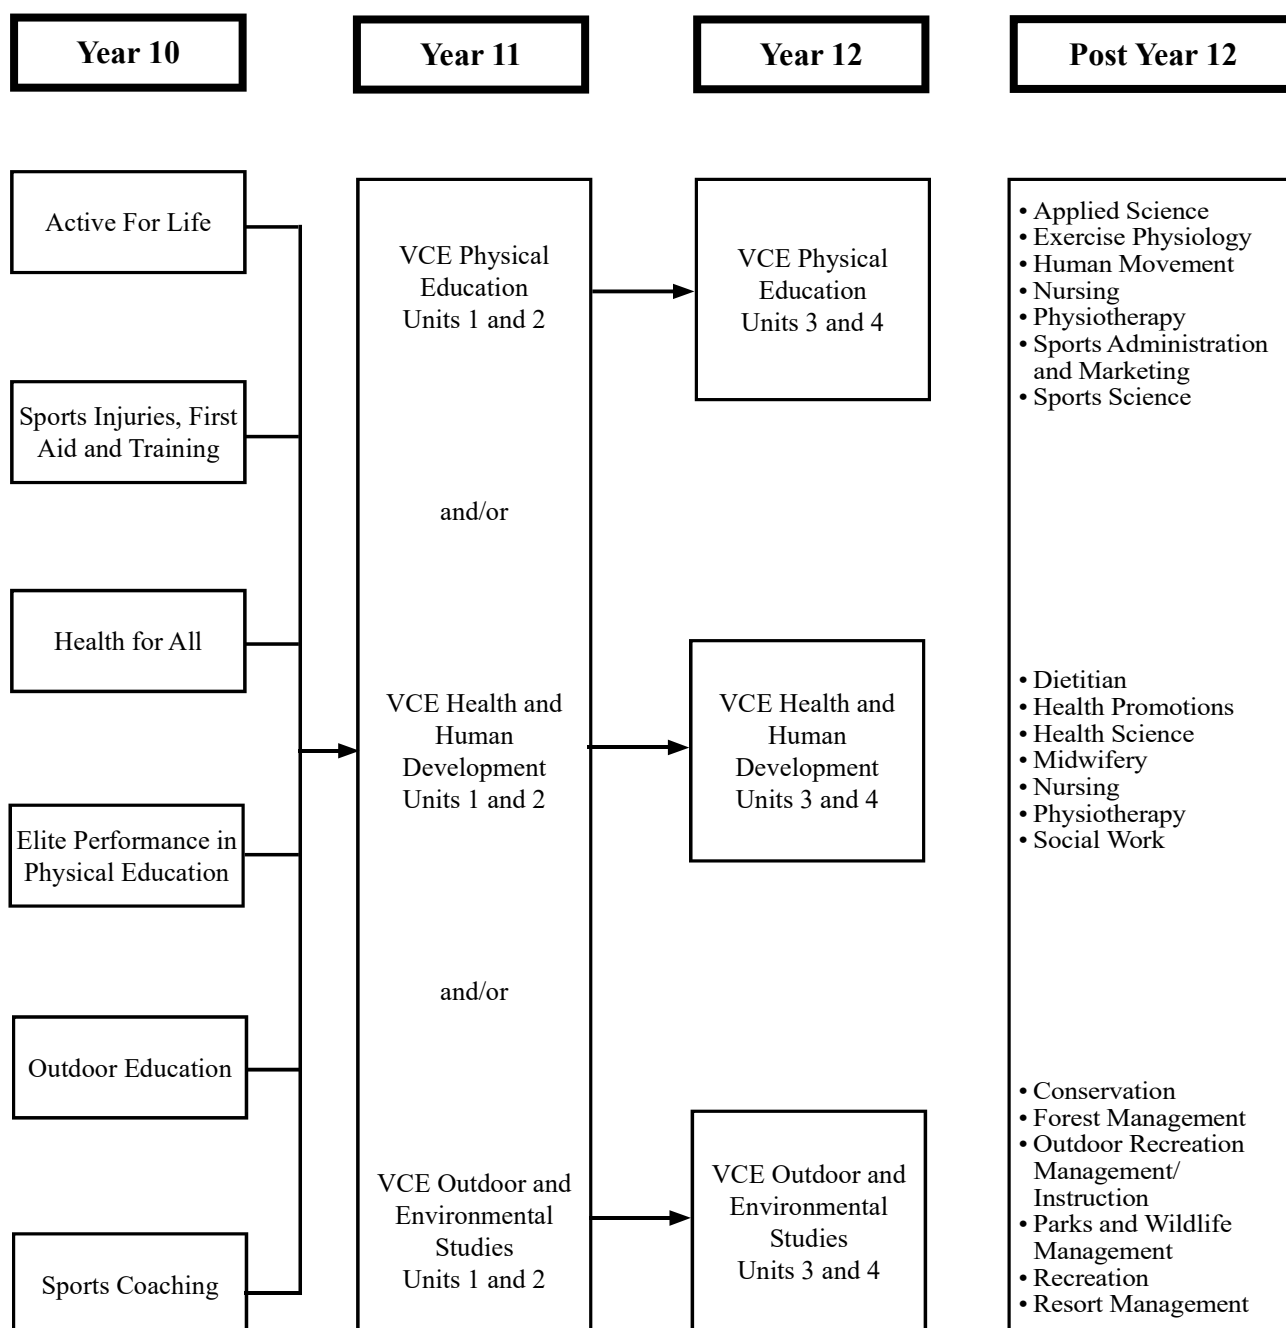 Year 10
Year 11
Year 12
Post Year 12
Active For Life
Sports Injuries, First
Aid and Training
Health for All
Elite Performance in
Physical Education
Outdoor Education
Sports Coaching
VCE Physical
Education
Units 1 and 2
and/or
VCE Health and
Human
Development
Units 1 and 2
and/or
VCE Outdoor and
Environmental
Studies
Units 1 and 2
VCE Physical
Education
Units 3 and 4
VCE Health and
Human
Development
Units 3 and 4
VCE Outdoor and
Environmental
Studies
Units 3 and 4
• Applied Science
• Exercise Physiology
• Human Movement
• Nursing
• Physiotherapy
• Sports Administration
and Marketing
• Sports Science
• Dietitian
• Health Promotions
• Health Science
• Midwifery
• Nursing
• Physiotherapy
• Social Work
• Conservation
• Forest Management
• Outdoor Recreation
Management/
Instruction
• Parks and Wildlife
Management
• Recreation
• Resort Management